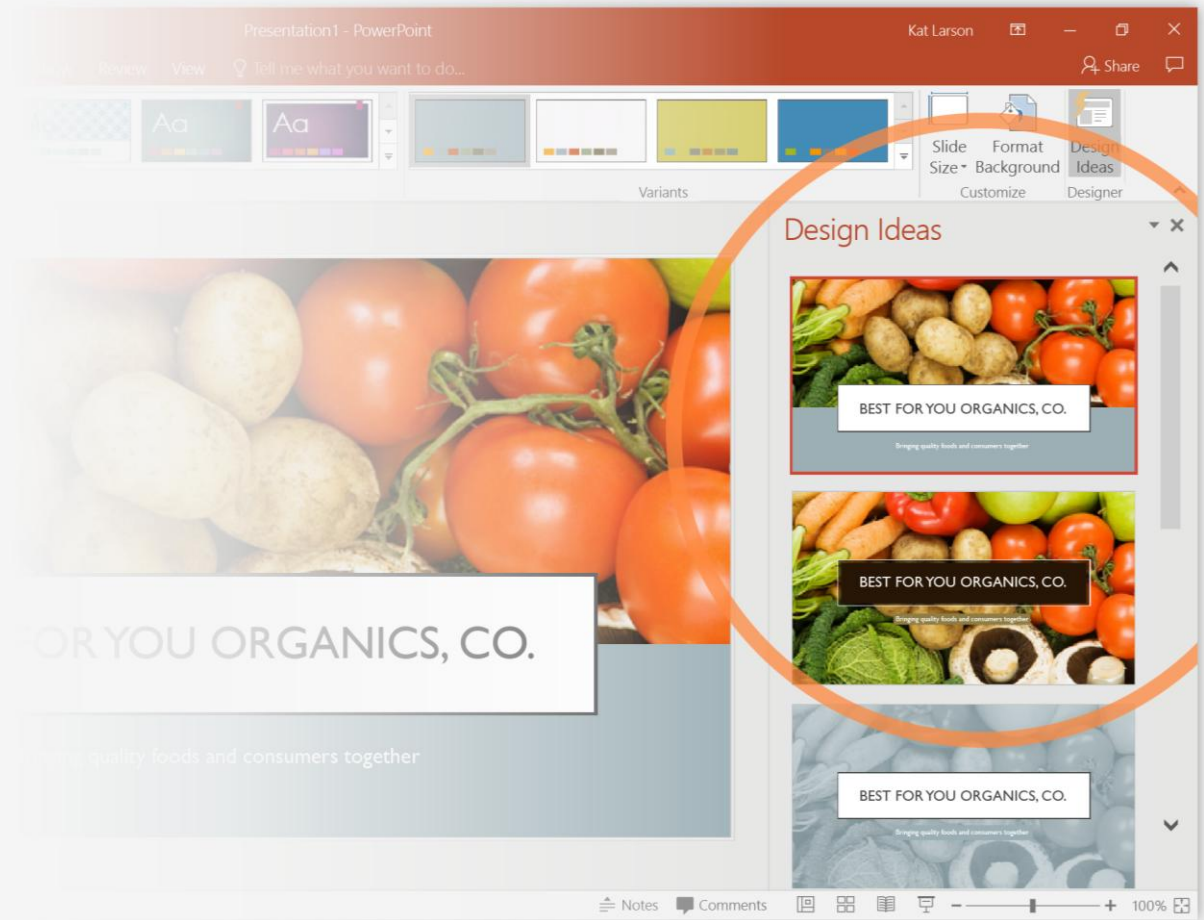 Presentation1 - PowerPoint
Kat Larson
Review View Tell me what you want to do...
Share
Aa
Aa
Slide Size
Format Background
Design Ideas
Variants
Customize
Designer
Design Ideas
BEST FOR YOU ORGANICS, CO.
Bringing quality foods and consumers together
BEST FOR YOU ORGANICS, CO.
Bringing quality foods and consumers together
BEST FOR YOU ORGANICS, CO.
Bringing quality foods and consumers together
OR YOU ORGANICS, CO.
quality foods and consumers together
Notes
Comments
100%